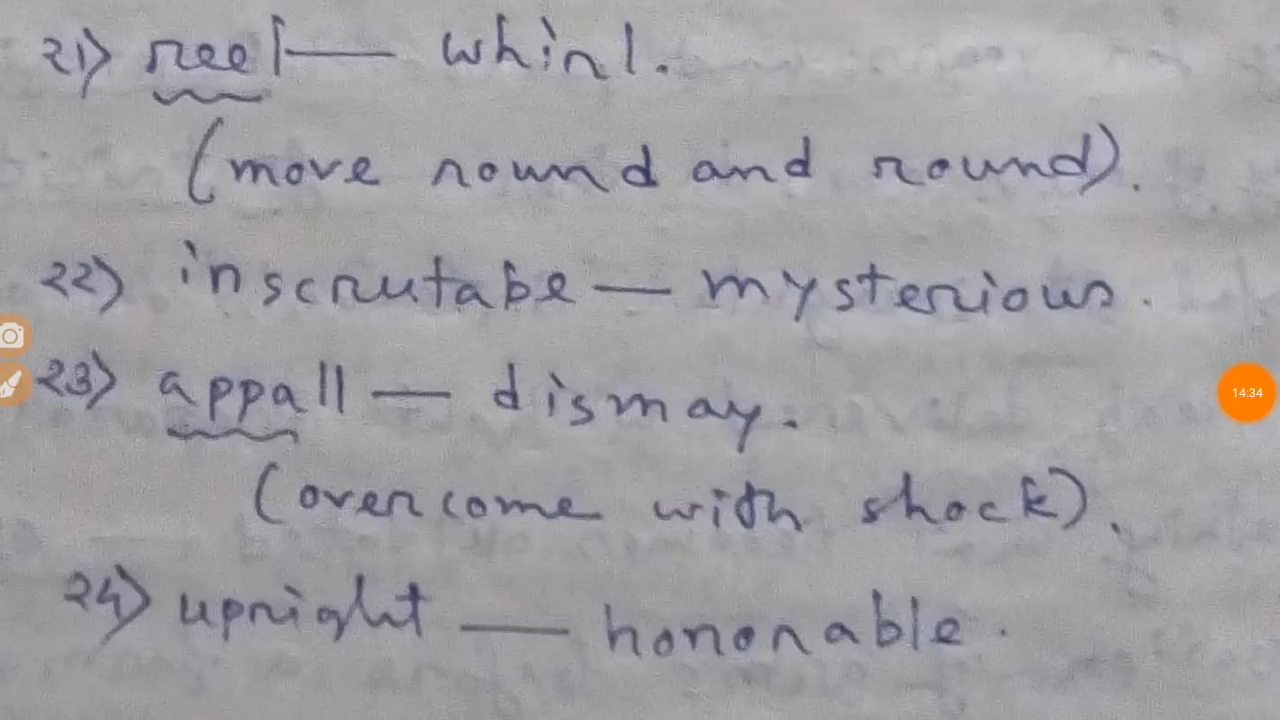 21) reel — whirl.
(move round and round).
22) inscrutabe — mysterious.
23) appall — dismay.
14:34
(overcome with shock).
24) upright — honorable.